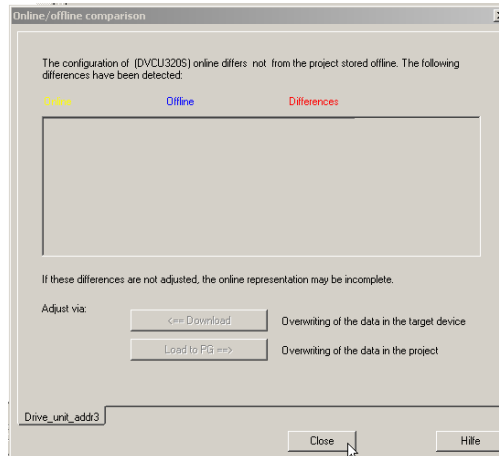 Online/offline comparison
The configuration of (DVCU320S) online differs not from the project stored offline. The following
differences have been detected:
Online Offline Differences
If these differences are not adjusted, the online representation may be incomplete.
Adjust via:
<== Download Overwriting of the data in the target device
Load to PG ==> Overwriting of the data in the project
Drive_unit_addr3
Close Hilfe